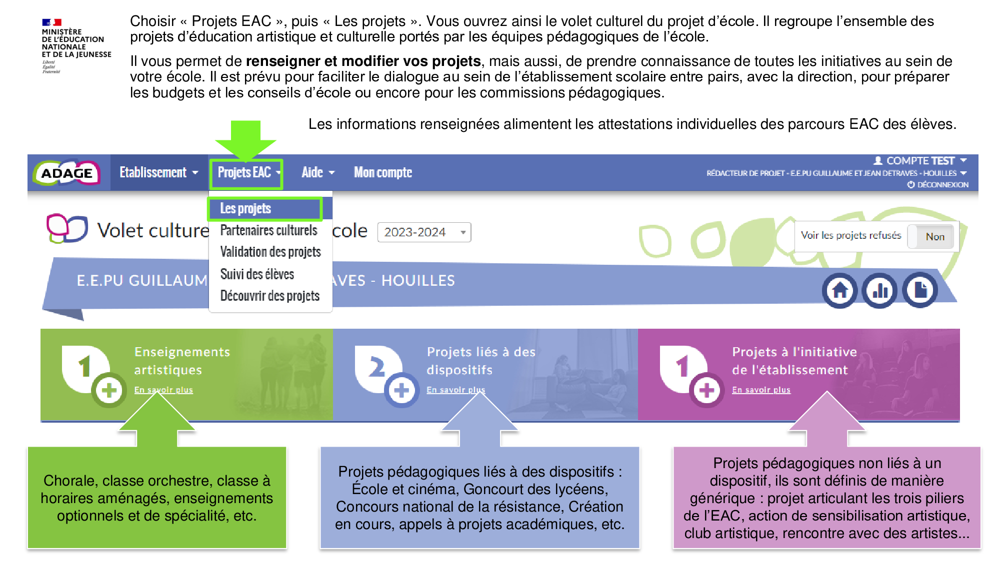 MINISTÈRE
DE L'ÉDUCATION
NATIONALE
ET DE LA JEUNESSE
Liberté
Égalité
Fraternité
Choisir « Projets EAC », puis « Les projets ». Vous ouvrez ainsi le volet culturel du projet d’école. Il regroupe l’ensemble des
projets d’éducation artistique et culturelle portés par les équipes pédagogiques de l’école.
Il vous permet de renseigner et modifier vos projets, mais aussi, de prendre connaissance de toutes les initiatives au sein de
votre école. Il est prévu pour faciliter le dialogue au sein de l’établissement scolaire entre pairs, avec la direction, pour préparer
les budgets et les conseils d’école ou encore pour les commissions pédagogiques.
Les informations renseignées alimentent les attestations individuelles des parcours EAC des élèves.
ADAGE
Etablissement
Projets EAC
Aide
Mon compte
COMPTE TEST
RÉDACTEUR DE PROJET - E.E.PU GUILLAUME ET JEAN DETRAVES - HOUILLES
DÉCONNEXION
Les projets
Partenaires culturels
Validation des projets
Suivi des élèves
Découvrir des projets
Volet culture cole 2023-2024
Voir les projets refusés Non
E.E.PU GUILLAUM AVES - HOUILLES
1
Enseignements
artistiques
En savoir plus
2
Projets liés à des
dispositifs
En savoir plus
1
Projets à l'initiative
de l'établissement
En savoir plus
Chorale, classe orchestre, classe à
horaires aménagés, enseignements
optionnels et de spécialité, etc.
Projets pédagogiques liés à des dispositifs :
École et cinéma, Goncourt des lycéens,
Concours national de la résistance, Création
en cours, appels à projets académiques, etc.
Projets pédagogiques non liés à un
dispositif, ils sont définis de manière
générique : projet articulant les trois piliers
de l’EAC, action de sensibilisation artistique,
club artistique, rencontre avec des artistes...